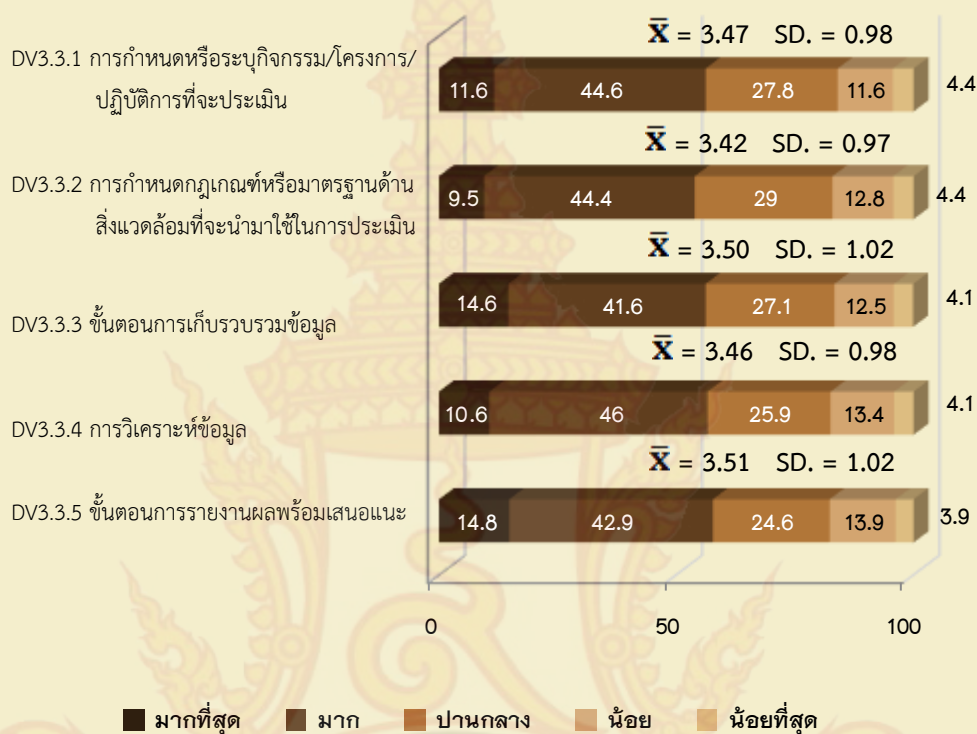 x̄ = 3.47 SD. = 0.98
DV3.3.1 การกำหนดหรือระบุกิจกรรม/โครงการ/
ปฏิบัติการที่จะประเมิน
11.6 44.6 27.8 11.6 4.4
x̄ = 3.42 SD. = 0.97
DV3.3.2 การกำหนดกฎเกณฑ์หรือมาตรฐานด้าน
สิ่งแวดล้อมที่จะนำมาใช้ในการประเมิน
9.5 44.4 29 12.8 4.4
x̄ = 3.50 SD. = 1.02
DV3.3.3 ขั้นตอนการเก็บรวบรวมข้อมูล
14.6 41.6 27.1 12.5 4.1
x̄ = 3.46 SD. = 0.98
DV3.3.4 การวิเคราะห์ข้อมูล
10.6 46 25.9 13.4 4.1
x̄ = 3.51 SD. = 1.02
DV3.3.5 ขั้นตอนการรายงานผลพร้อมเสนอแนะ
14.8 42.9 24.6 13.9 3.9
0 50 100
มากที่สุด มาก ปานกลาง น้อย น้อยที่สุด